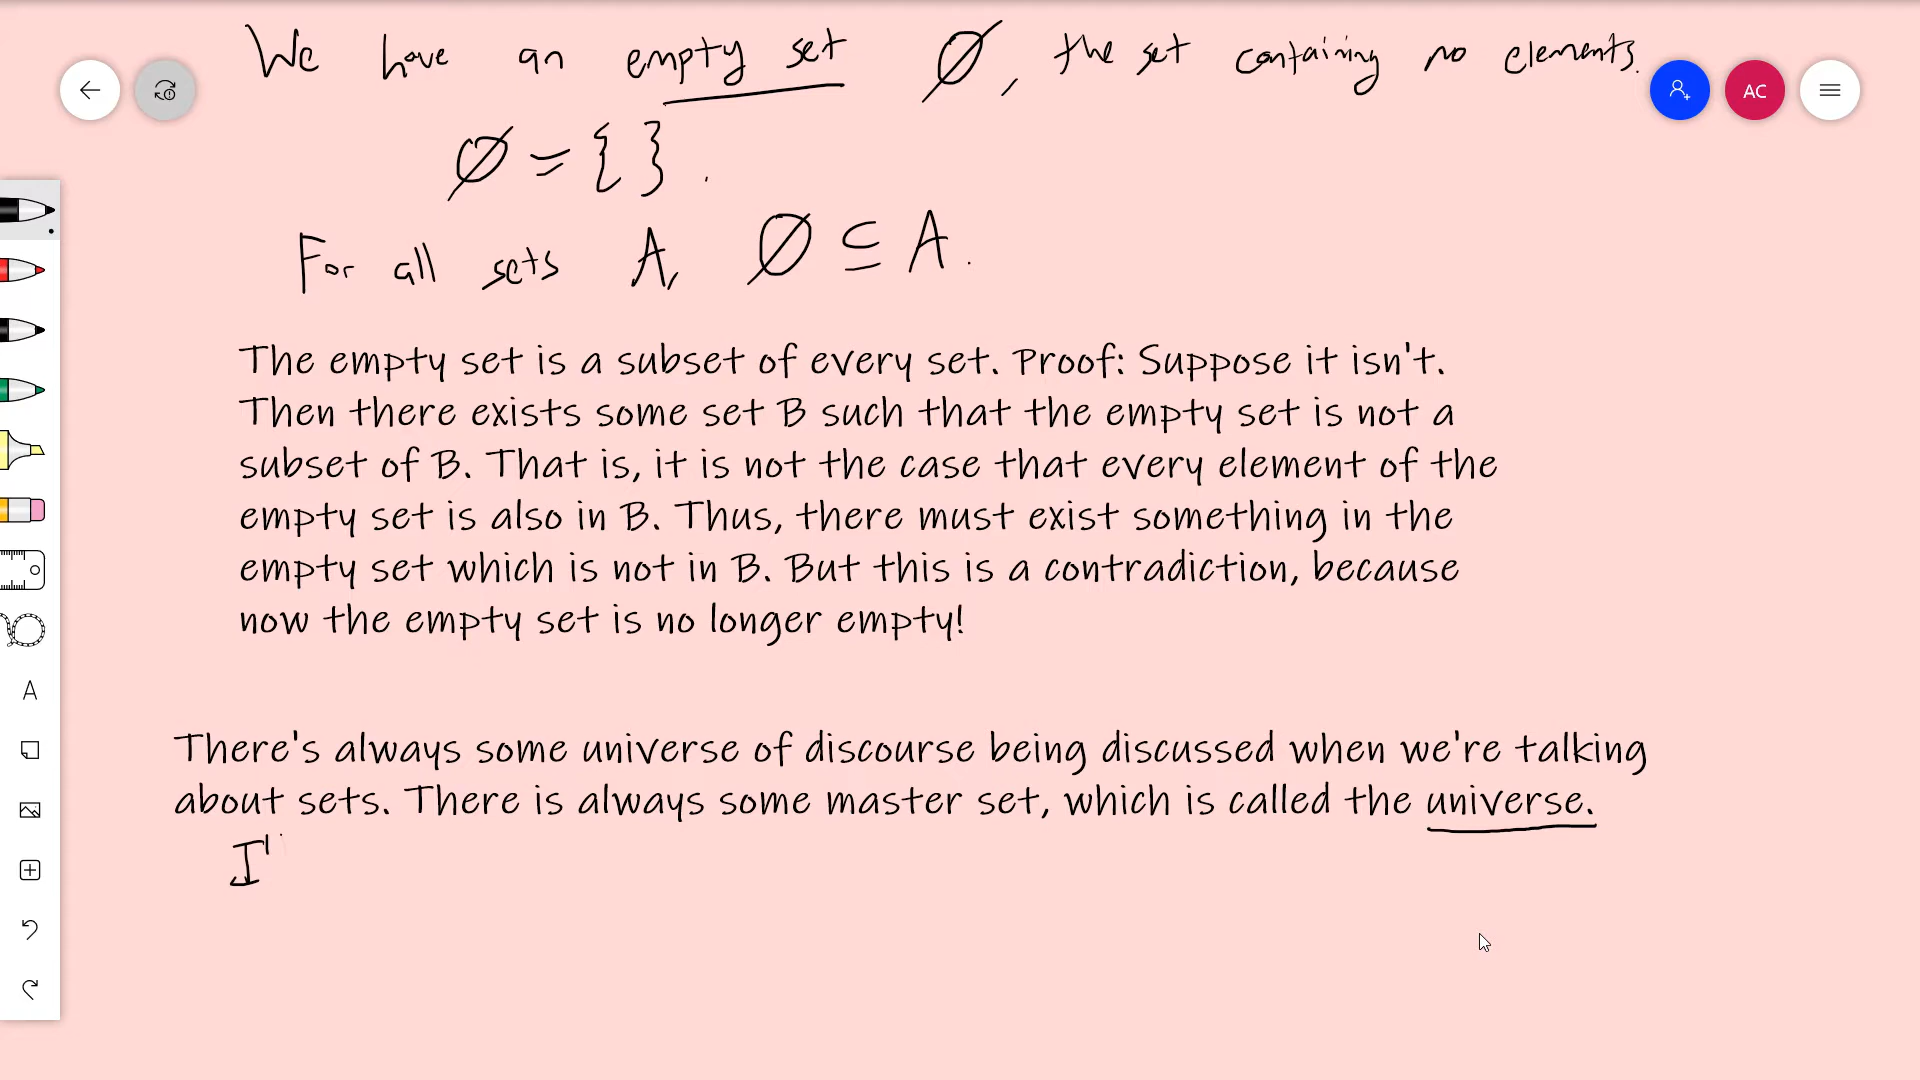 We have an empty set ∅, the set containing no elements.
AC
∅ = { }.
For all sets A, ∅ ⊆ A.
The empty set is a subset of every set. Proof: Suppose it isn't.
Then there exists some set B such that the empty set is not a
subset of B. That is, it is not the case that every element of the
empty set is also in B. Thus, there must exist something in the
empty set which is not in B. But this is a contradiction, because
now the empty set is no longer empty!
A
There's always some universe of discourse being discussed when we're talking
about sets. There is always some master set, which is called the universe.
I'